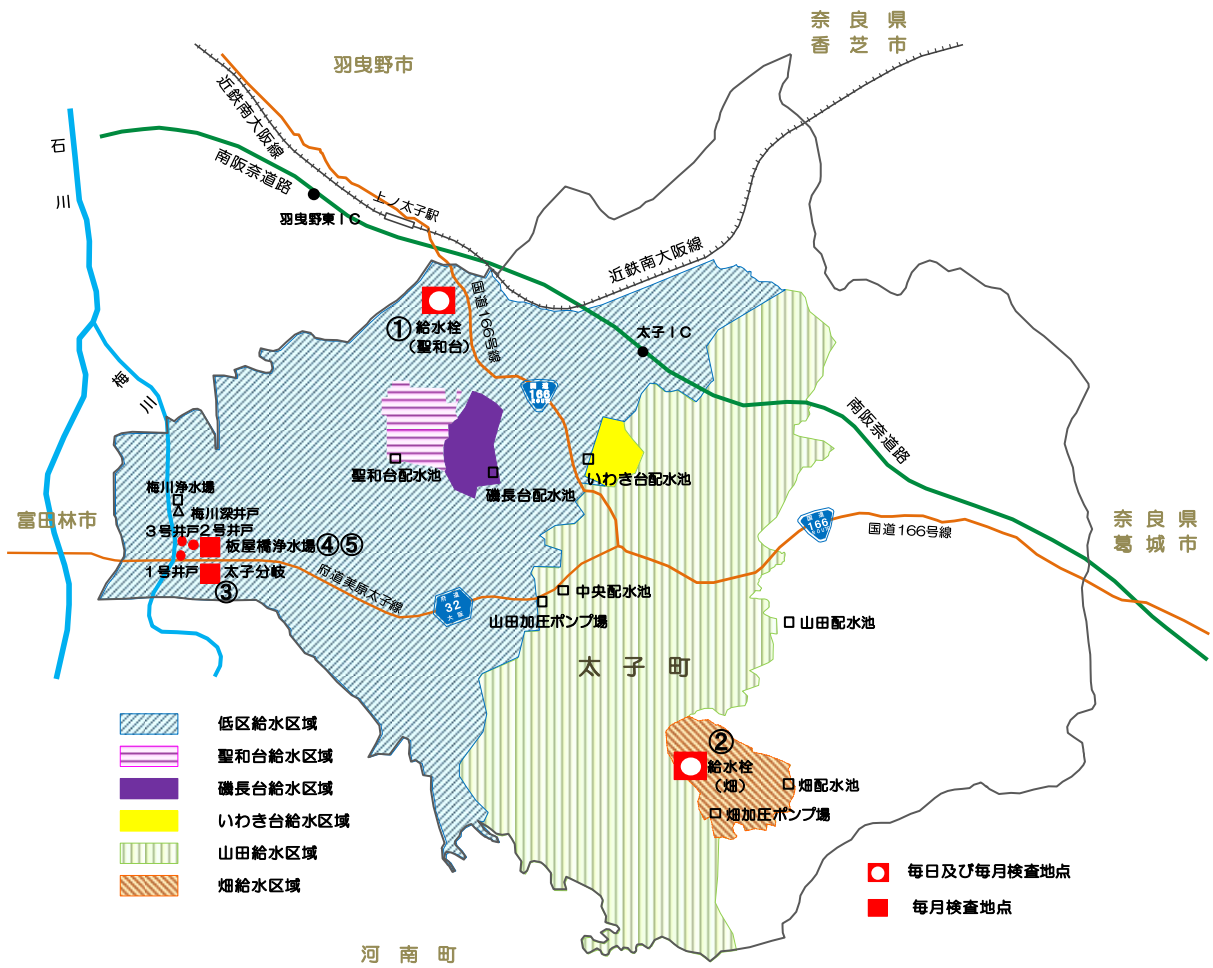 奈良県
香芝市
羽曳野市
近鉄南大阪線
石川
南阪奈道路
上ノ太子駅
羽曳野東IC
近鉄南大阪線
国道166号線
① 給水栓
(聖和台)
太子IC
梅川
国道
166
南阪奈道路
聖和台配水池
磯長台配水池
いわき台配水池
梅川浄水場
梅川深井戸
富田林市
3号井戸
2号井戸
板屋橋浄水場④⑤
1号井戸
太子分岐
③
国道
166
国道166号線
奈良県
葛城市
府道美原太子線
府道
32
大阪
中央配水池
山田加圧ポンプ場
山田配水池
太子町
②
給水栓
(畑)
畑配水池
畑加圧ポンプ場
低区給水区域
聖和台給水区域
磯長台給水区域
いわき台給水区域
山田給水区域
畑給水区域
毎日及び毎月検査地点
毎月検査地点
河南町